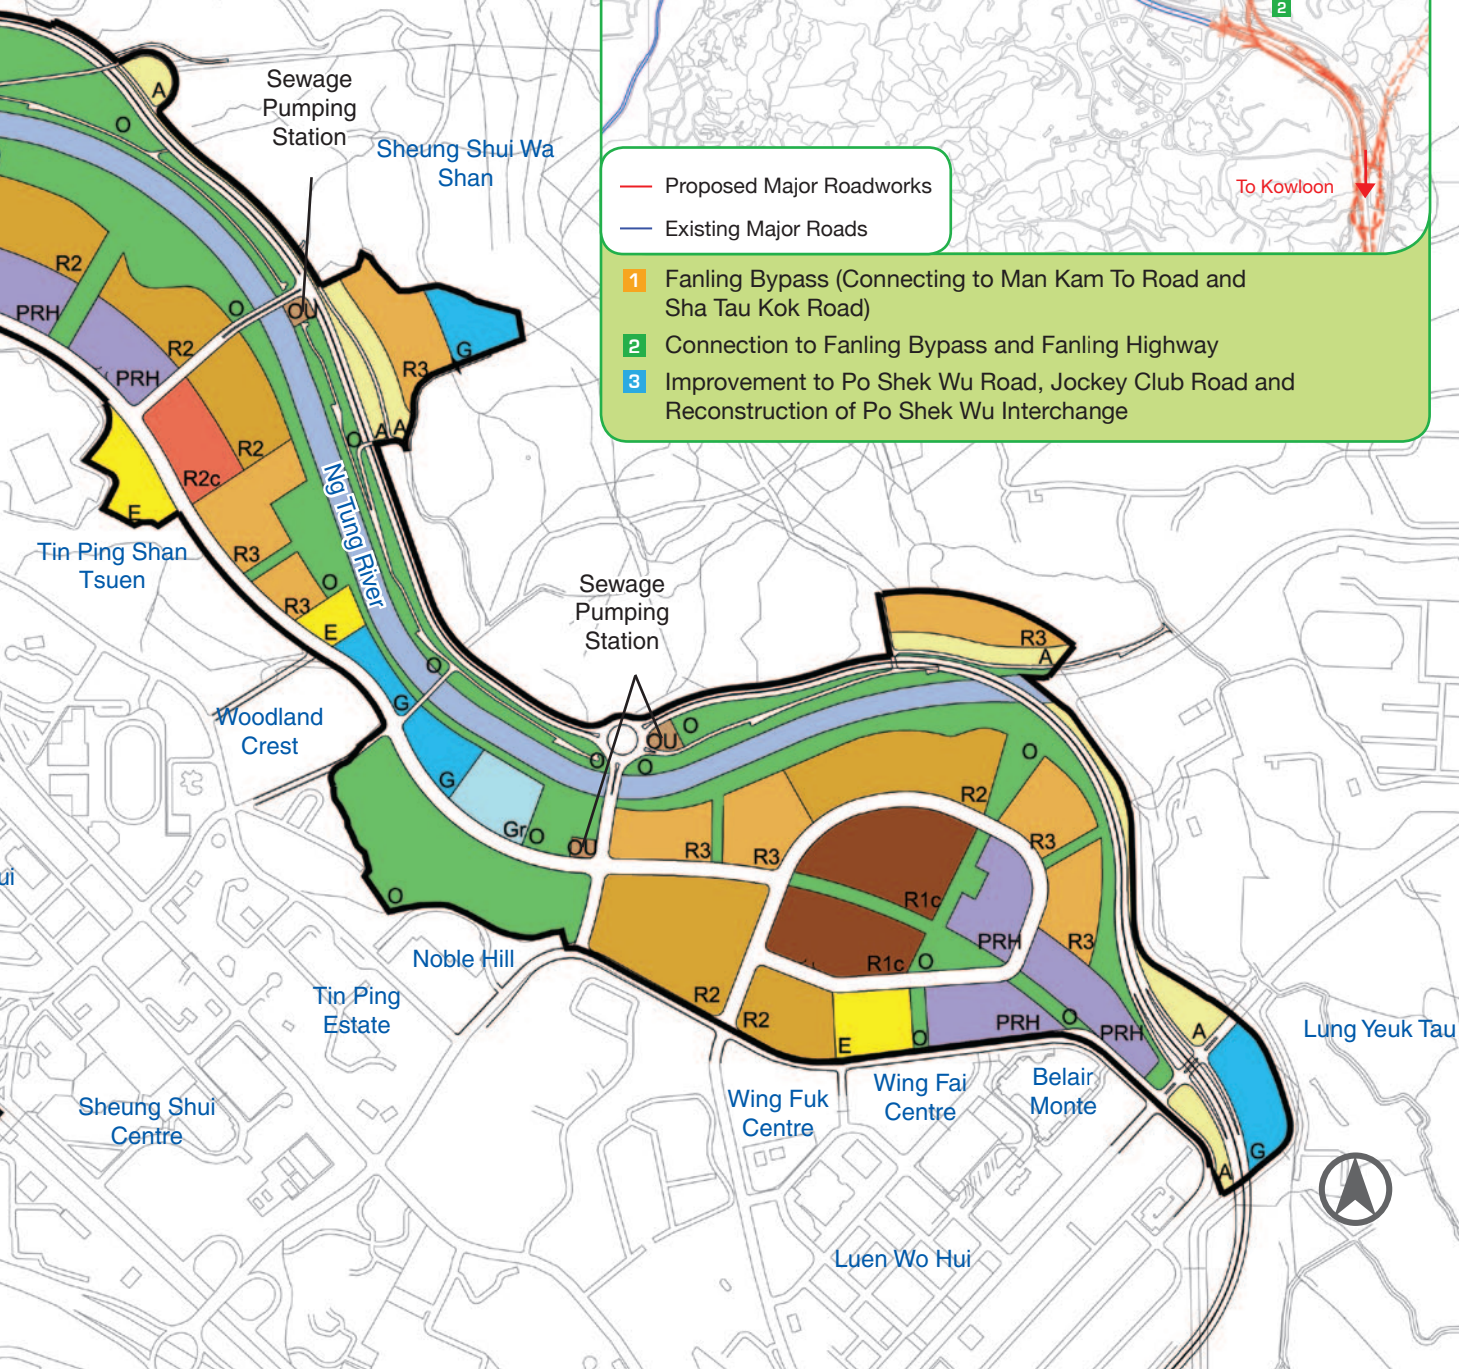 2
A
Sewage
Pumping
Station
O
Sheung Shui Wa
Shan
Proposed Major Roadworks
To Kowloon
Existing Major Roads
R2
1 Fanling Bypass (Connecting to Man Kam To Road and
Sha Tau Kok Road)
PRH
O
OU
2 Connection to Fanling Bypass and Fanling Highway
R2
G
R3
PRH
3 Improvement to Po Shek Wu Road, Jockey Club Road and
Reconstruction of Po Shek Wu Interchange
A
A
O
R2
R2c
Ng Tung River
E
Tin Ping Shan
Tsuen
R3
O
Sewage
Pumping
Station
R3
E
R3
A
O
G
Woodland
Crest
O
OU
O
O
O
G
R2
Gr
O
OU
R3
R3
R3
ui
O
R1c
PRH
R3
Noble Hill
R1c
O
Tin Ping
Estate
R2
R2
E
O
PRH
O
PRH
A
Lung Yeuk Tau
Sheung Shui
Centre
Wing Fuk
Centre
Wing Fai
Centre
Belair
Monte
G
A
Luen Wo Hui